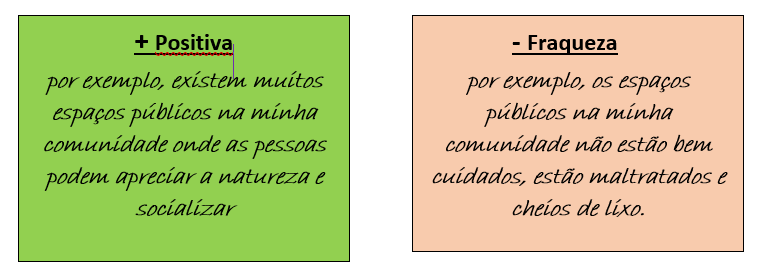 + Positiva
por exemplo, existem muitos
espaços públicos na minha
comunidade onde as pessoas
podem apreciar a natureza e
socializar
- Fraqueza
por exemplo, os espaços
públicos na minha
comunidade não estão bem
cuidados, estão maltratados e
cheios de lixo.